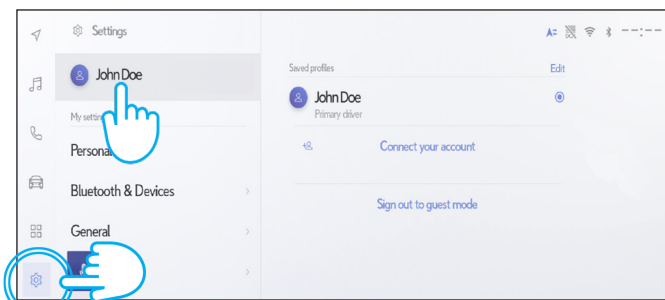 Settings
A
John Doe
Saved profiles
Edit
John Doe
Primary driver
My settin
Connect your account
Persona
Bluetooth & Devices
Sign out to guest mode
General